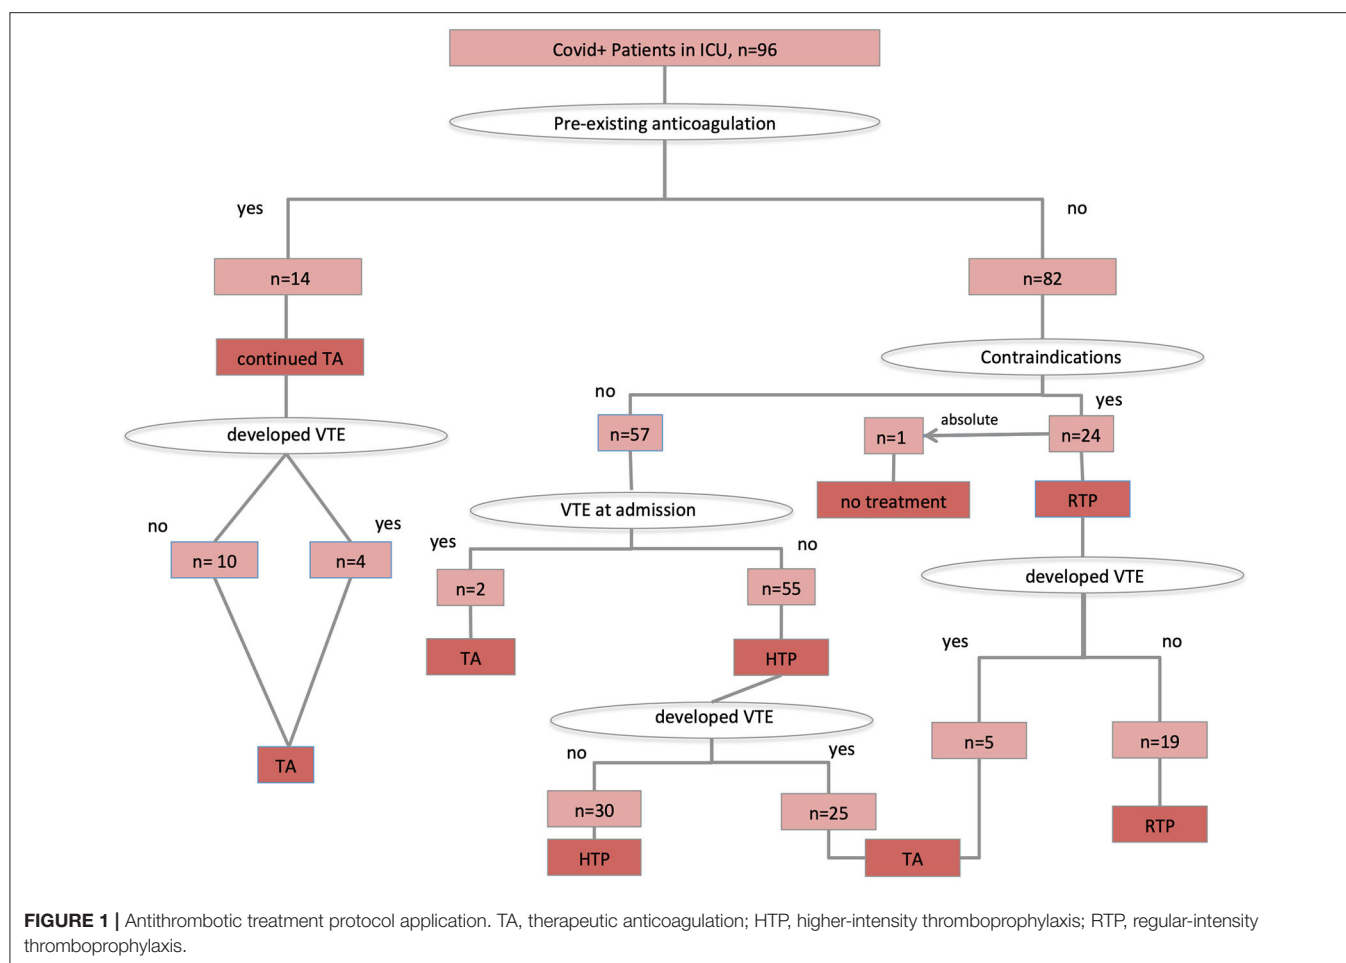 Covid+ Patients in ICU, n=96
Pre-existing anticoagulation
yes
no
n=14
n=82
continued TA
Contraindications
no
yes
developed VTE
n=57
n=1
absolute
n=24
no treatment
RTP
VTE at admission
no
yes
yes
no
developed VTE
n= 10
n=4
n=2
n=55
TA
HTP
yes
no
developed VTE
no
yes
n=5
n=19
TA
n=30
n=25
RTP
HTP
TA
FIGURE 1 | Antithrombotic treatment protocol application. TA, therapeutic anticoagulation; HTP, higher-intensity thromboprophylaxis; RTP, regular-intensity
thromboprophylaxis.